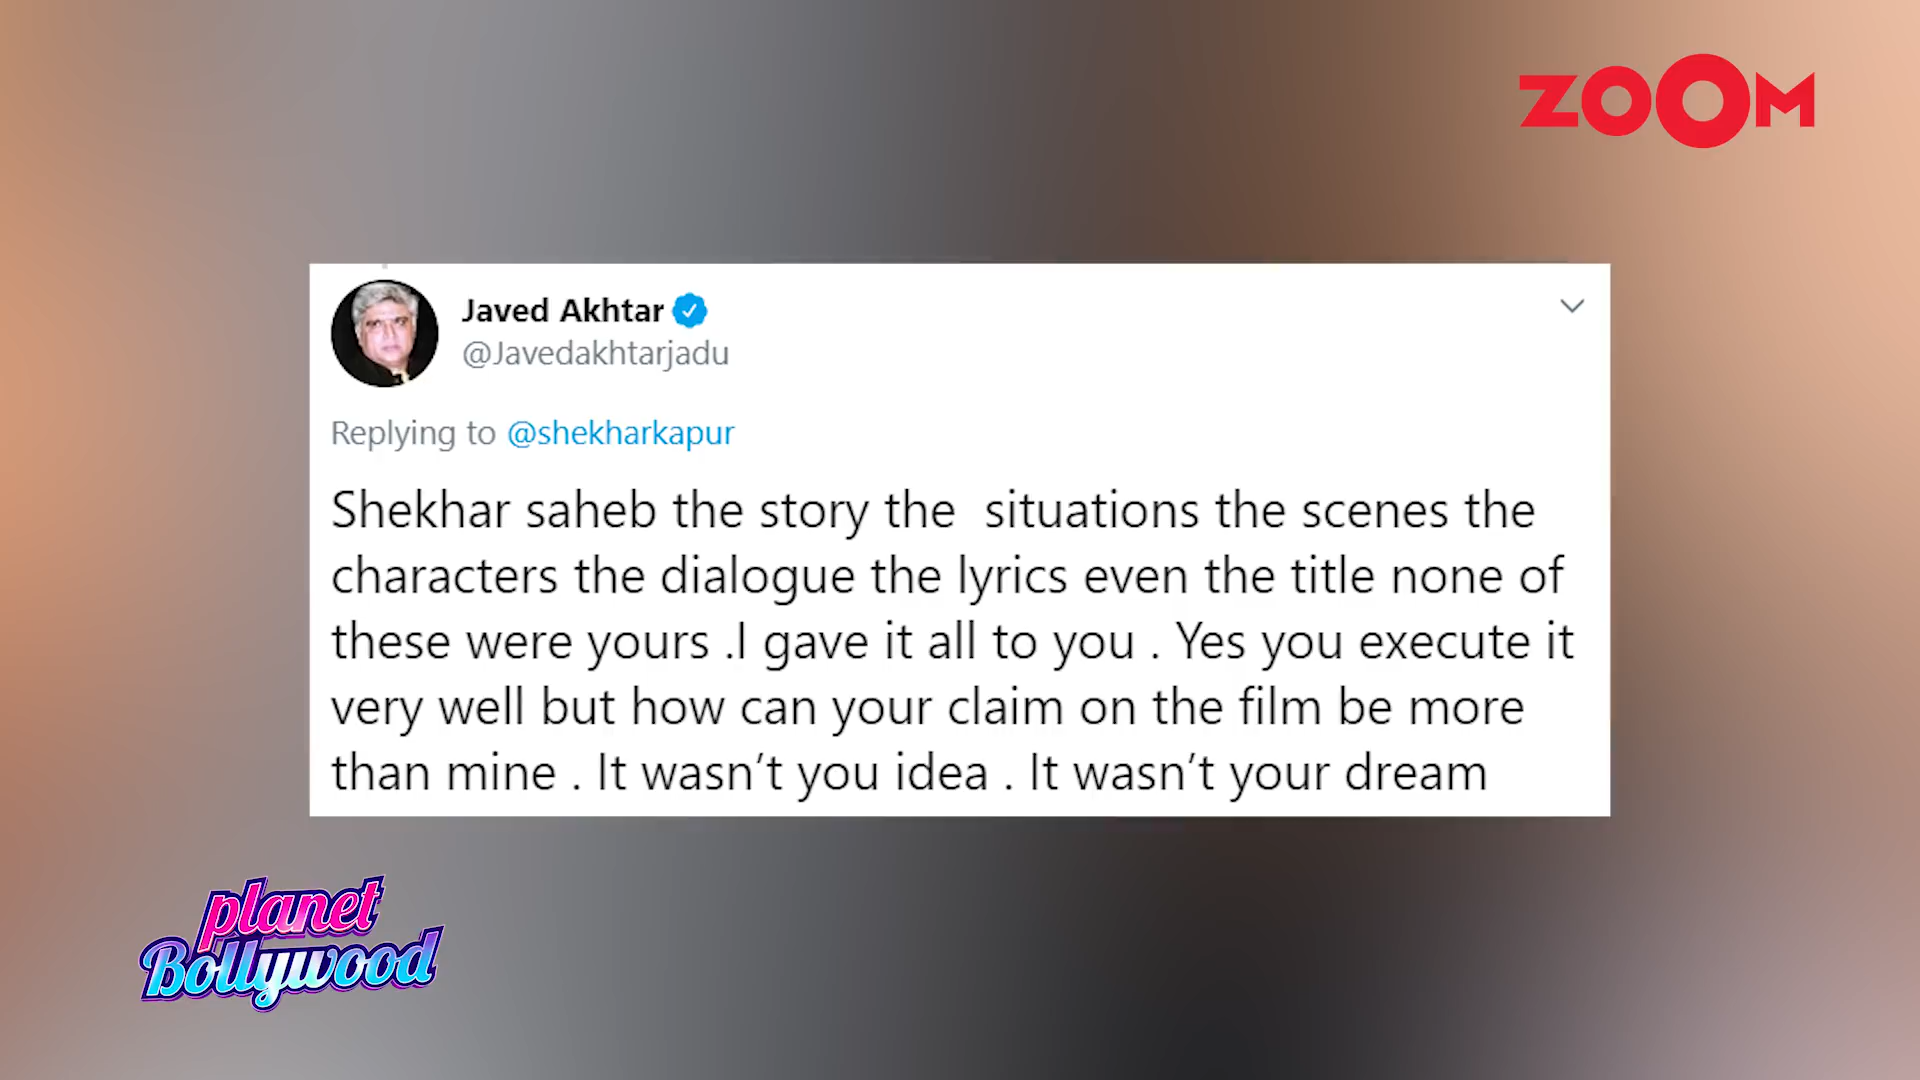 ZOOM
Javed Akhtar
@Javedakhtarjadu
Replying to @shekharkapur
Shekhar saheb the story the  situations the scenes the
characters the dialogue the lyrics even the title none of
these were yours .I gave it all to you . Yes you execute it
very well but how can your claim on the film be more
than mine . It wasn’t you idea . It wasn’t your dream
planet
Bollywood